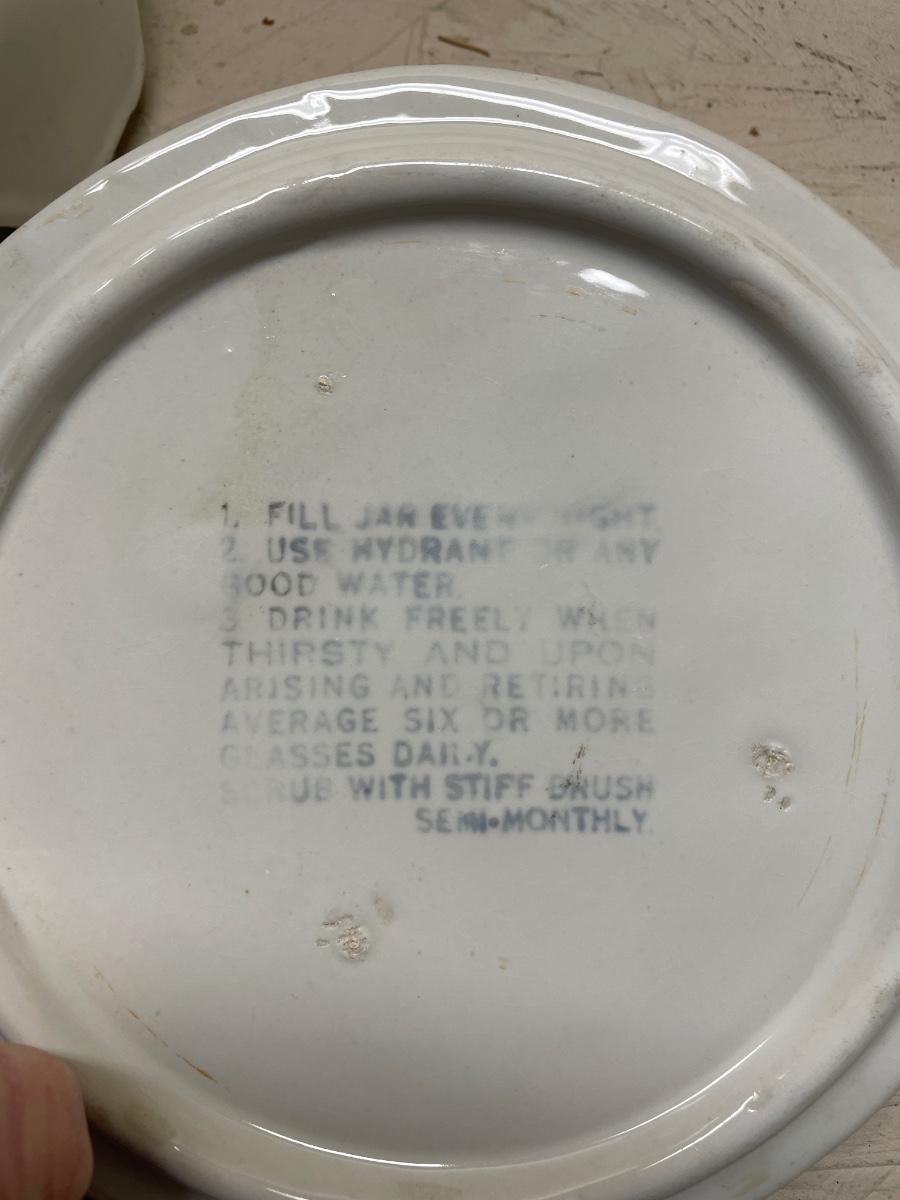 1. FILL JAR EVERY NIGHT.
2. USE HYDRANT OR ANY
GOOD WATER.
3 DRINK FREELY WHEN
THIRSTY AND UPON
ARISING AND RETIRING
AVERAGE SIX OR MORE
GLASSES DAILY.
SCRUB WITH STIFF BRUSH
SEMI-MONTHLY.